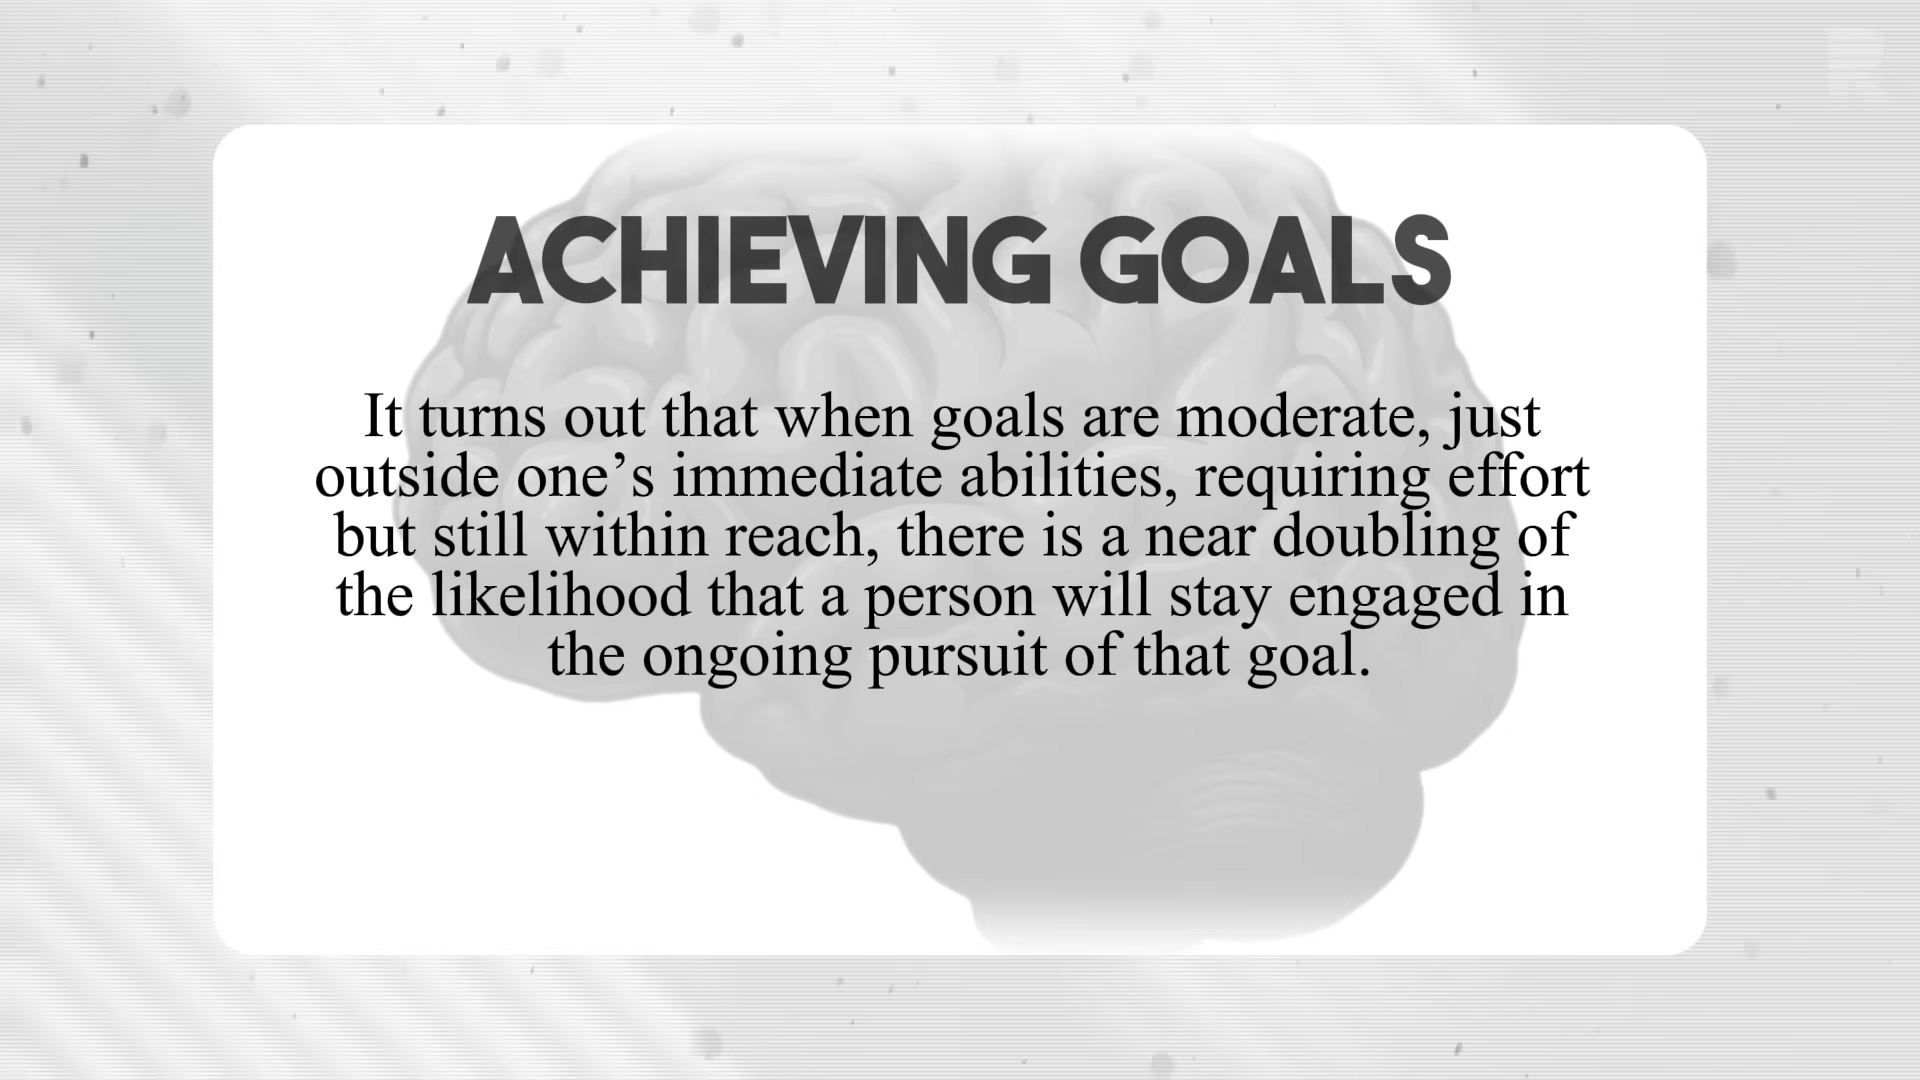 ACHIEVING GOALS
It turns out that when goals are moderate, just
outside one’s immediate abilities, requiring effort
but still within reach, there is a near doubling of
the likelihood that a person will stay engaged in
the ongoing pursuit of that goal.